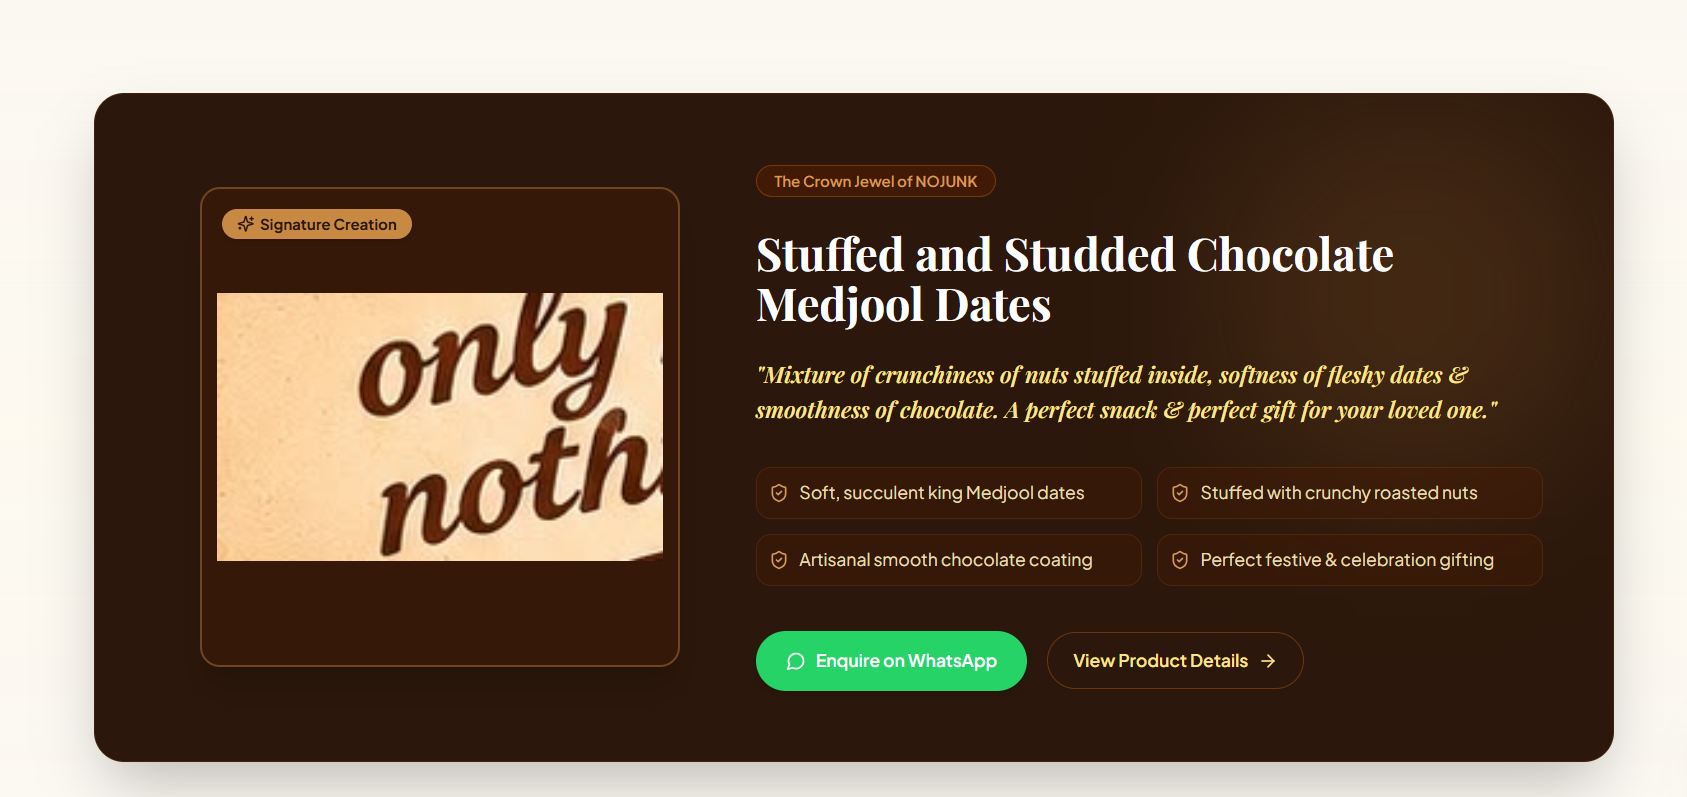 Signature Creation
only
noth
The Crown Jewel of NOJUNK
Stuffed and Studded Chocolate
Medjool Dates
"Mixture of crunchiness of nuts stuffed inside, softness of fleshy dates &
smoothness of chocolate. A perfect snack & perfect gift for your loved one."
Soft, succulent king Medjool dates
Stuffed with crunchy roasted nuts
Artisanal smooth chocolate coating
Perfect festive & celebration gifting
Enquire on WhatsApp
View Product Details